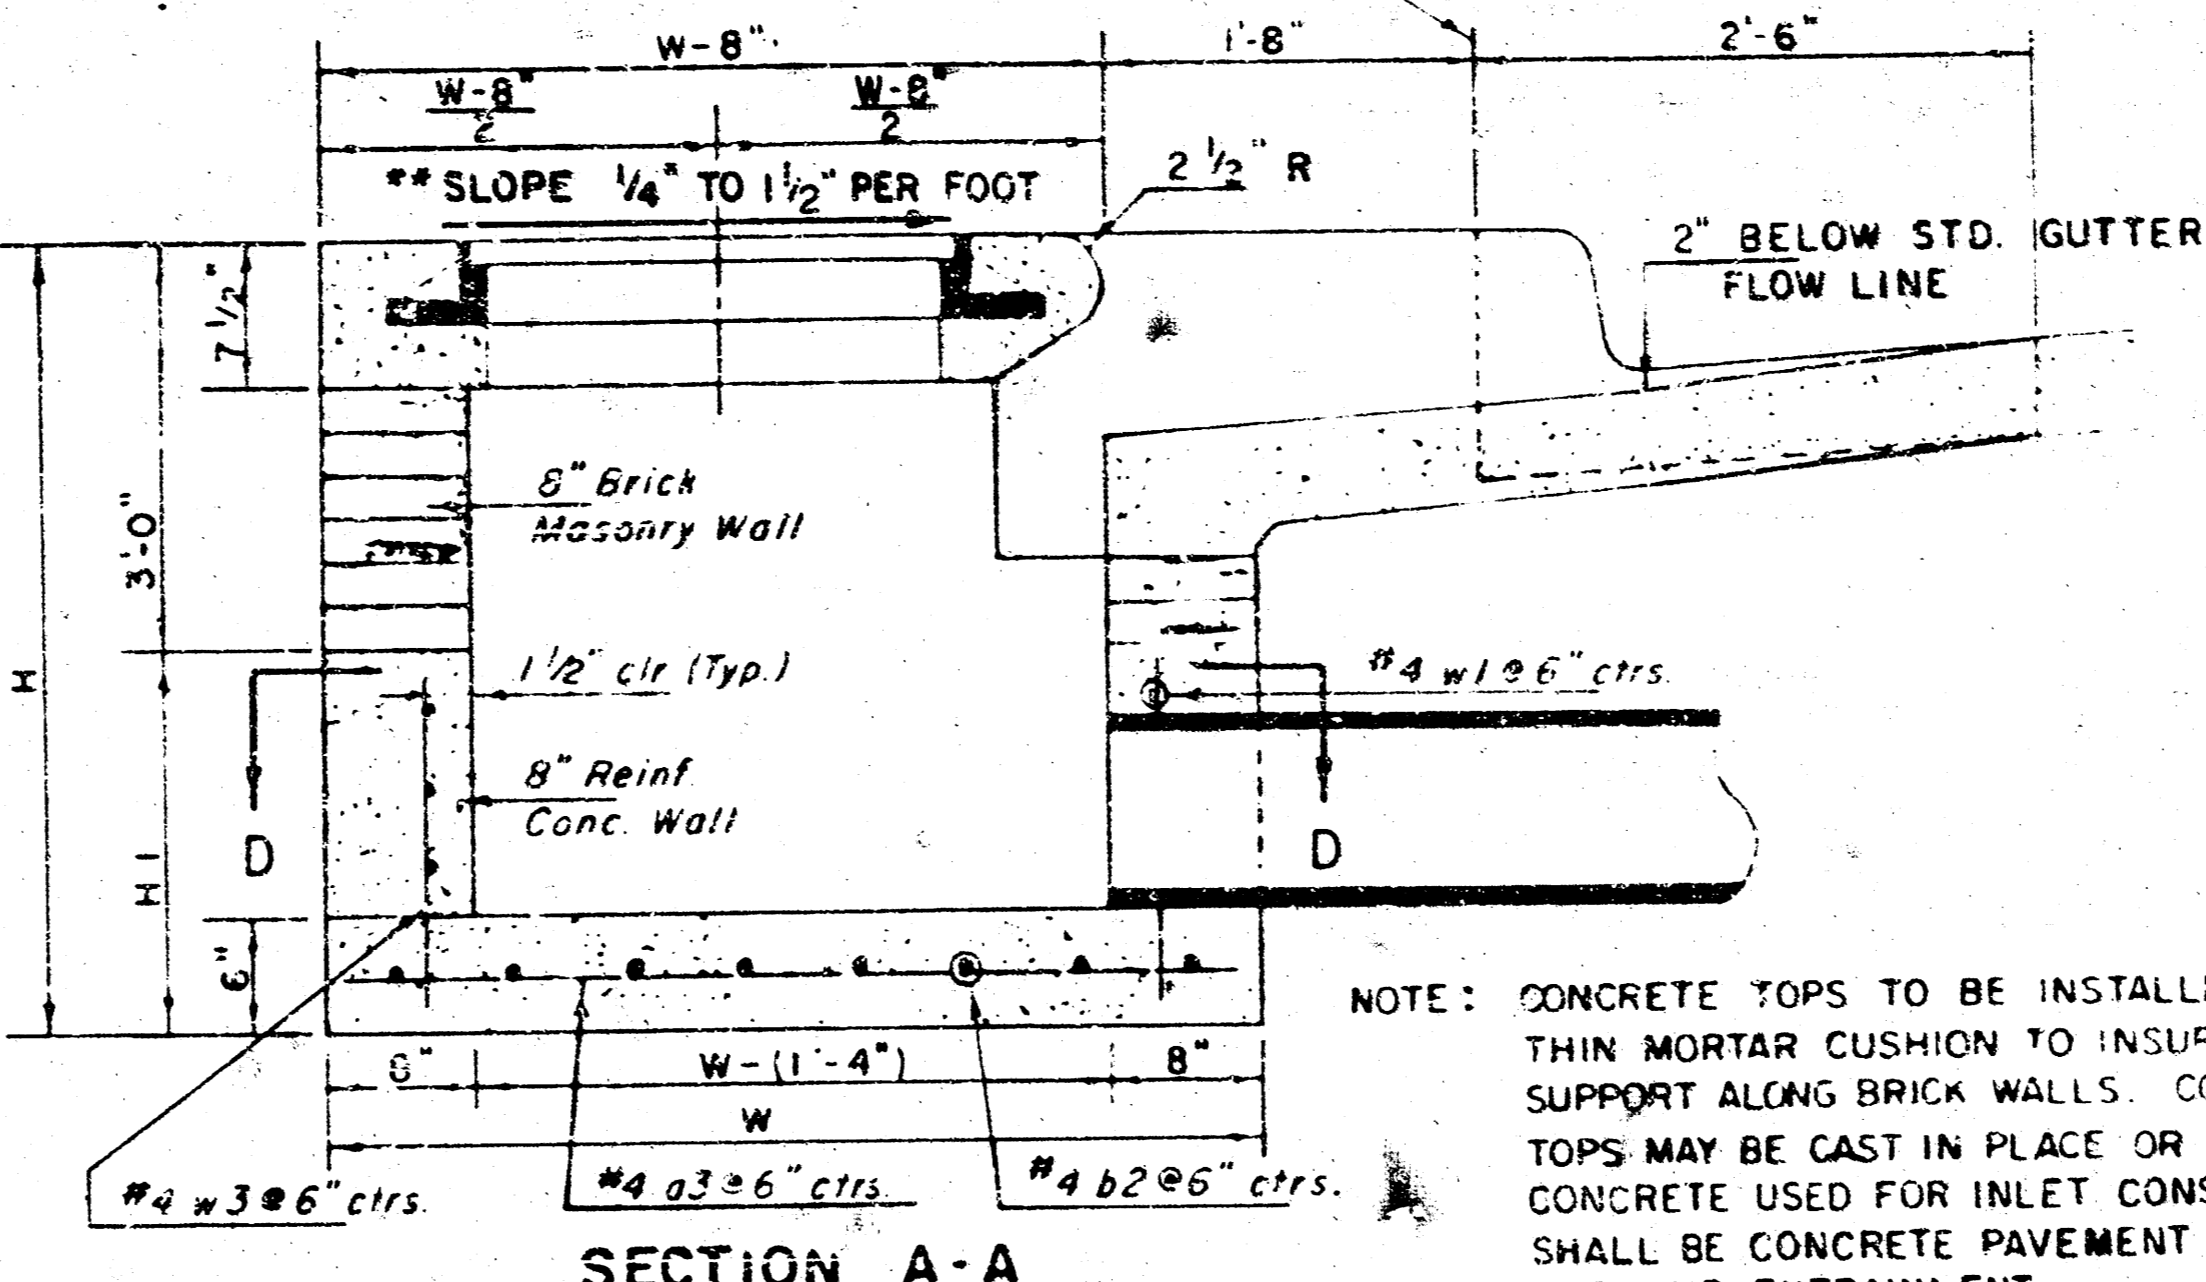 W-8"
1'-8"
2'-6"
W-8"
2
W-8"
2
** SLOPE 1/4" TO 1 1/2" PER FOOT
2 1/2" R
2" BELOW STD. GUTTER
FLOW LINE
7 1/2"
8" Brick
Masonry Wall
3'-0"
1 1/2" clr (Typ.)
#4 w1 @ 6" ctrs.
H
8" Reinf.
Conc. Wall
D
D
H1
6"
8"
W-(1'-4")
8"
W
#4 w3 @ 6" ctrs.
#4 a3 @ 6" ctrs.
#4 b2 @ 6" ctrs.
NOTE: CONCRETE TOPS TO BE
THIN MORTAR CUSHION TO
SUPPORT ALONG BRICK WALLS.
TOPS MAY BE CAST IN PLACE OR
CONCRETE USED FOR INLET
SHALL BE CONCRETE PAVEMENT
SECTION A-A